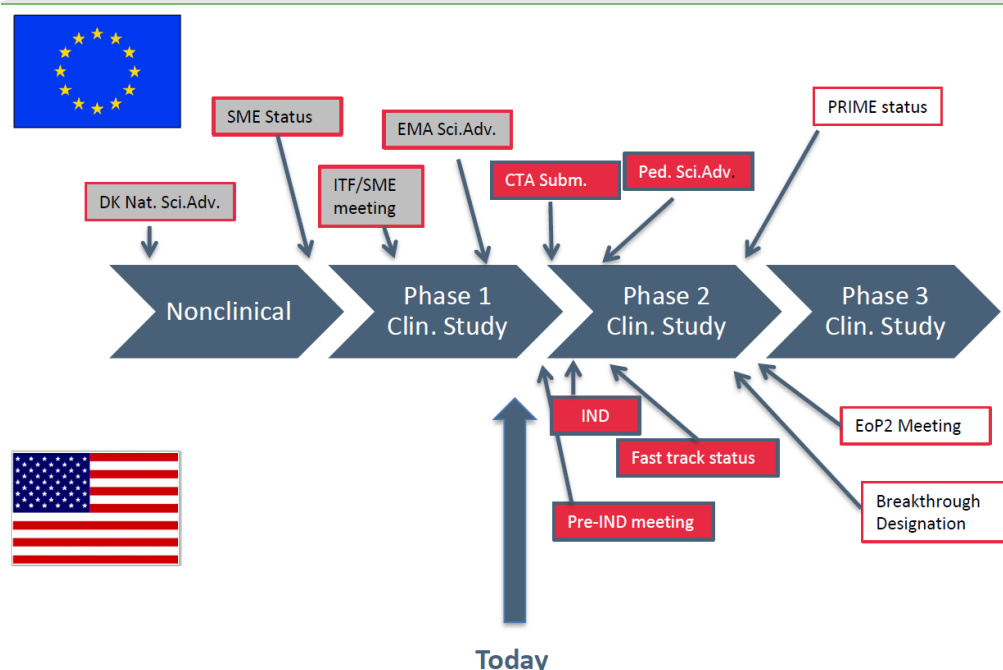 PRIME status
SME Status
EMA Sci.Adv.
CTA Subm.
Ped. Sci.Adv.
ITF/SME
meeting
DK Nat. Sci.Adv.
Nonclinical
Phase 1
Clin. Study
Phase 2
Clin. Study
Phase 3
Clin. Study
IND
EoP2 Meeting
Fast track status
Breakthrough
Designation
Pre-IND meeting
Today